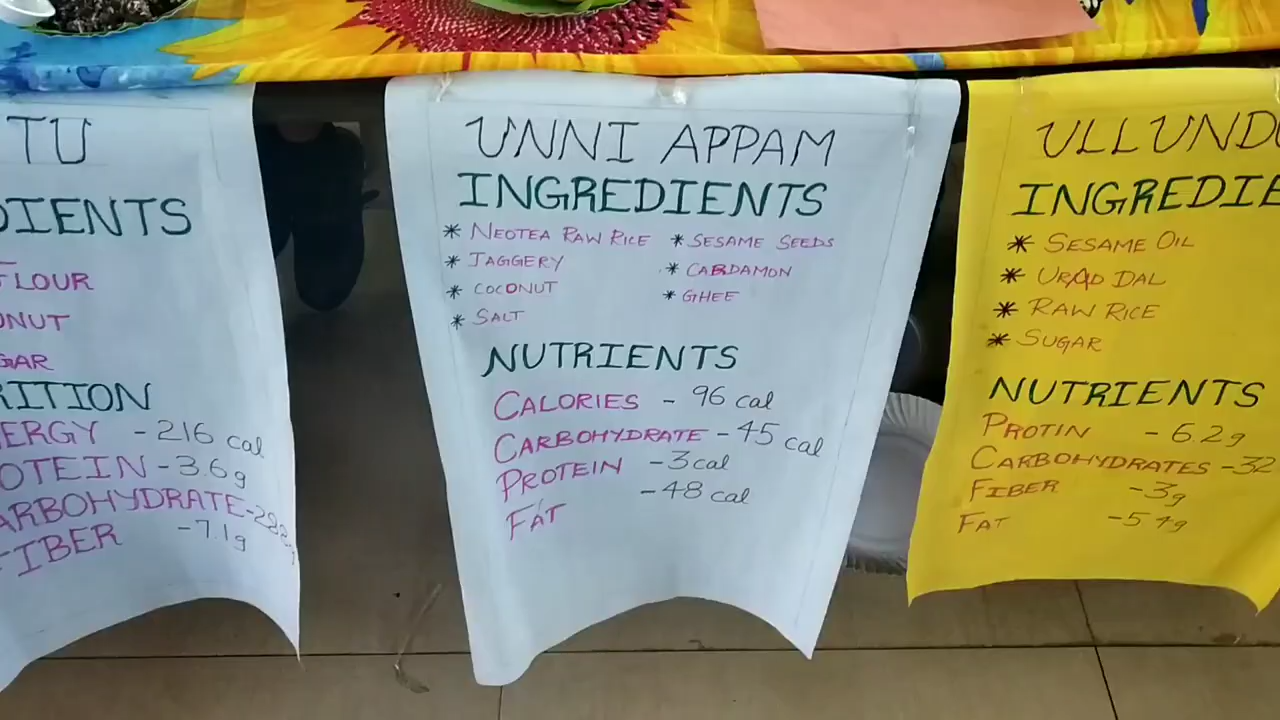 TU
DIENTS
FLOUR
ONUT
GAR
RITION
ERGY - 216 cal
OTEIN - 3.6g
ARBOHYDRATE -
FIBER - 7.1g
UNNI APPAM
INGREDIENTS
* NEOTEA RAW RICE * SESAME SEEDS
* JAGGERY * CARDAMON
* COCONUT * GHEE
* SALT
NUTRIENTS
CALORIES - 96 cal
CARBOHYDRATE - 45 cal
PROTEIN - 3 cal
FAT - 48 cal
ULLUND
INGREDIE
* SESAME OIL
* URAD DAL
* RAW RICE
* SUGAR
NUTRIENTS
PROTIN - 6.2g
CARBOHYDRATES - 32
FIBER - 3g
FAT